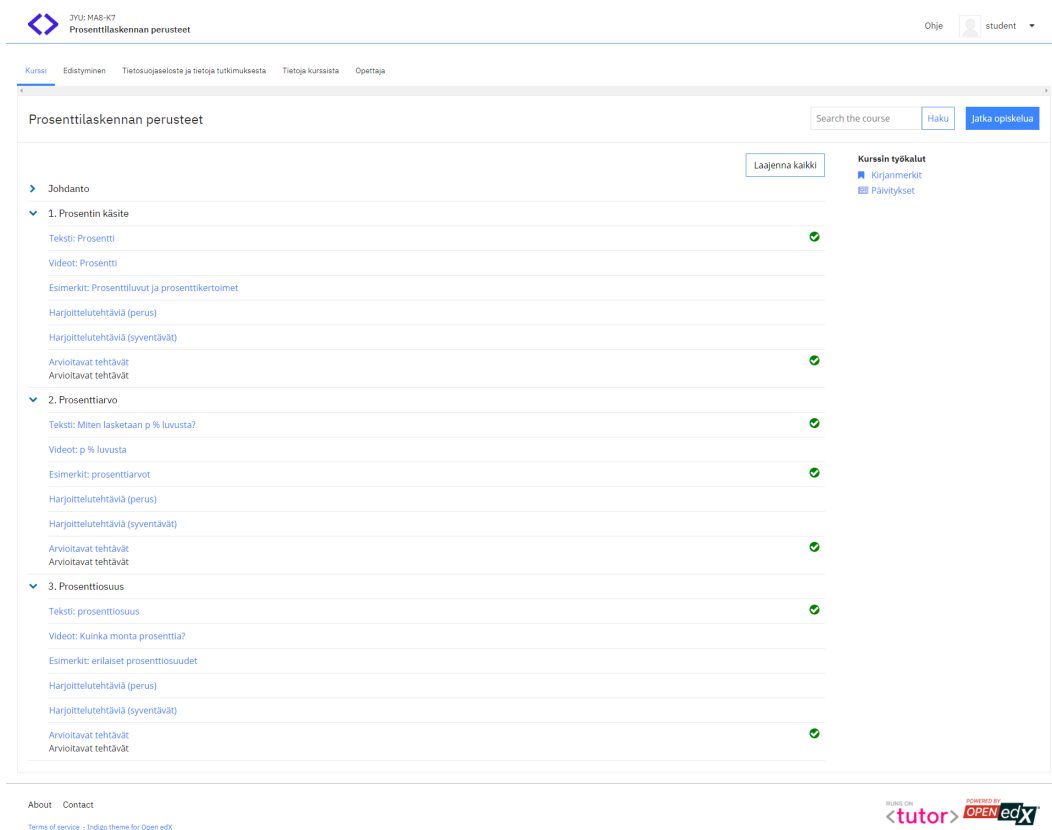 JYU: MA8-K7
Prosenttilaskennan perusteet
Ohje
student
Kurssi Edistyminen Tietosuojaseloste ja tietoja tutkimuksesta Tietoja kurssista Opettaja
Prosenttilaskennan perusteet
Search the course Haku Jatka opiskelua
Laajenna kaikki
Kurssin työkalut
Kirjanmerkit
Päivitykset
Johdanto
1. Prosentin käsite
Teksti: Prosentti
Videot: Prosentti
Esimerkit: Prosenttiluvut ja prosenttikertoimet
Harjoittelutehtäviä (perus)
Harjoittelutehtäviä (syventävät)
Arvioitavat tehtävät
Arvioitavat tehtävät
2. Prosenttiarvo
Teksti: Miten lasketaan p % luvusta?
Videot: p % luvusta
Esimerkit: prosenttiarvot
Harjoittelutehtäviä (perus)
Harjoittelutehtäviä (syventävät)
Arvioitavat tehtävät
Arvioitavat tehtävät
3. Prosenttiosuus
Teksti: prosenttiosuus
Videot: Kuinka monta prosenttia?
Esimerkit: erilaiset prosenttiosuudet
Harjoittelutehtäviä (perus)
Harjoittelutehtäviä (syventävät)
Arvioitavat tehtävät
Arvioitavat tehtävät
About Contact
Terms of service - Indigo theme for Open edX
RUNS ON
<tutor>
POWERED BY
OPEN edX